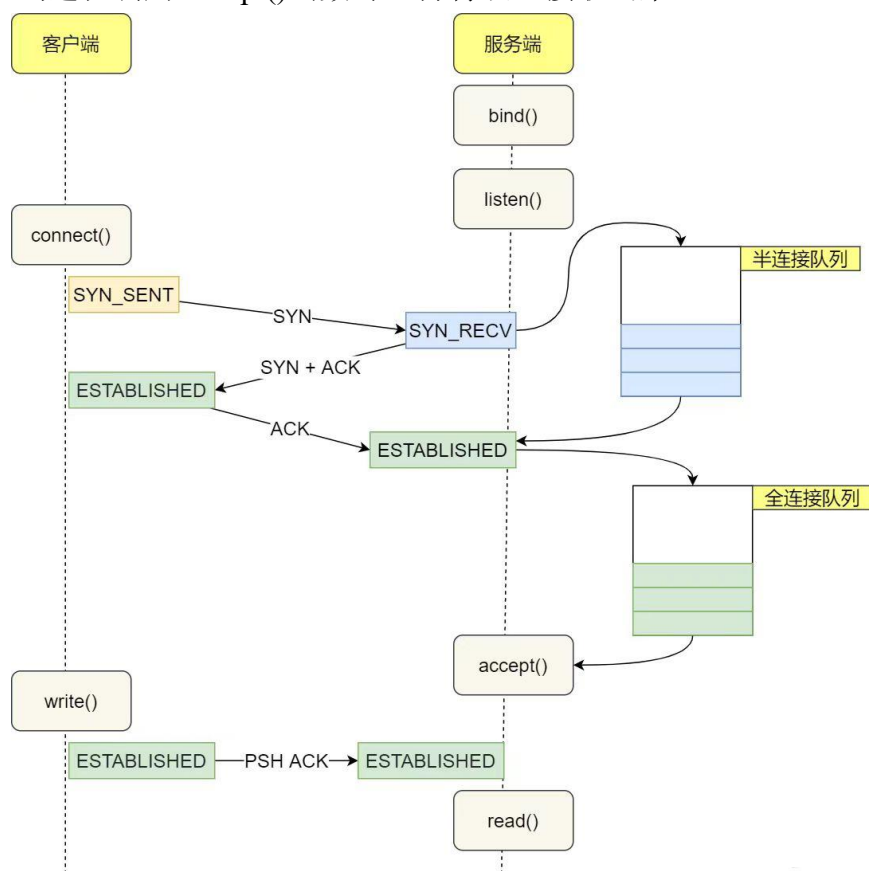 客户端
服务端
bind()
listen()
connect()
半连接队列
SYN_SENT
SYN
SYN_RECV
SYN + ACK
ESTABLISHED
ACK
ESTABLISHED
全连接队列
accept()
write()
ESTABLISHED
PSH ACK
ESTABLISHED
read()